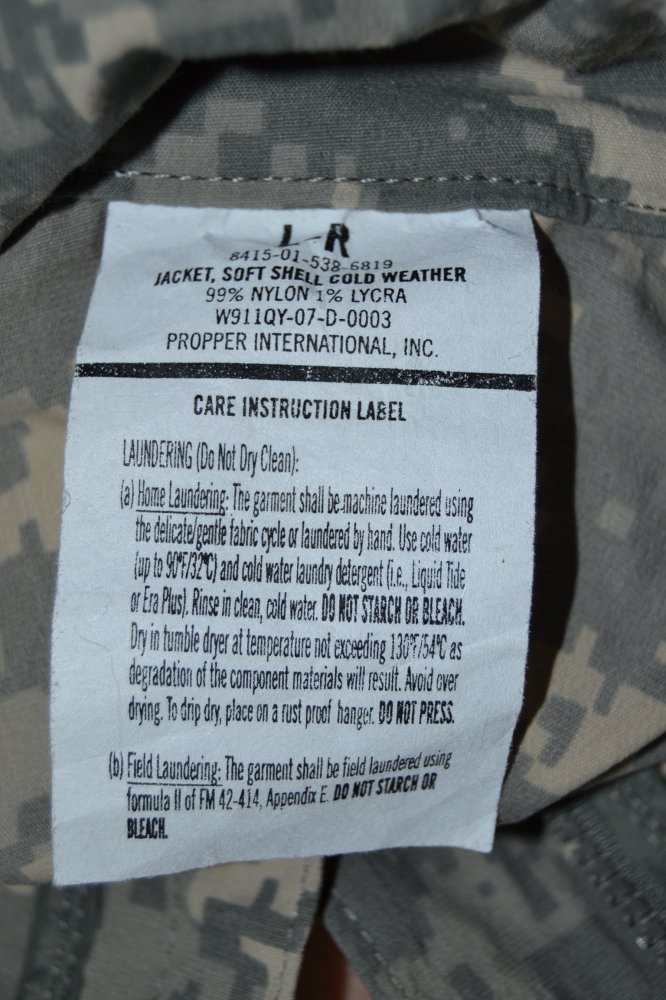 L-R
8415-01-538-6819
JACKET, SOFT SHELL COLD WEATHER
99% NYLON 1% LYCRA
W911QY-07-D-0003
PROPPER INTERNATIONAL, INC.
CARE INSTRUCTION LABEL
LAUNDERING (Do Not Dry Clean):
(a) Home Laundering: The garment shall be machine laundered using
the delicate/gentle fabric cycle or laundered by hand. Use cold water
(up to 90°F/32°C) and cold water laundry detergent (i.e., Liquid Tide
or Era Plus). Rinse in clean, cold water. DO NOT STARCH OR BLEACH.
Dry in tumble dryer at temperature not exceeding 130°F/54°C as
degradation of the component materials will result. Avoid over
drying. To drip dry, place on a rust proof hanger. DO NOT PRESS.
(b) Field Laundering: The garment shall be field laundered using
formula II of FM 42-414, Appendix E. DO NOT STARCH OR
BLEACH.